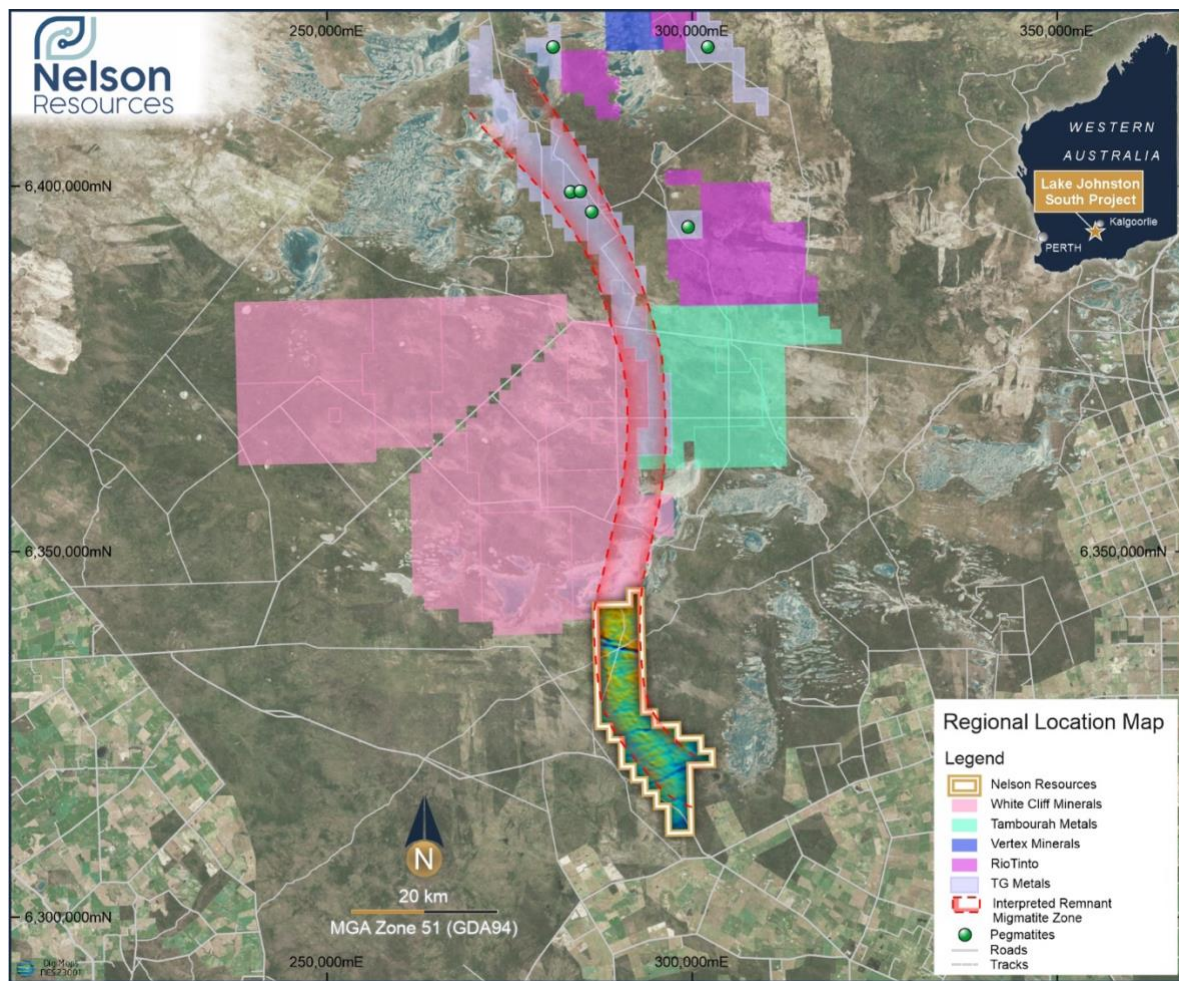 Nelson
Resources
250,000mE
300,000mE
350,000mE
WESTERN
AUSTRALIA
Lake Johnston
South Project
Kalgoorlie
PERTH
6,400,000mN
6,350,000mN
6,350,000mN
Regional Location Map
Legend
Nelson Resources
White Cliff Minerals
Tambourah Metals
Vertex Minerals
RioTinto
TG Metals
Interpreted Remnant
Migmatite Zone
Pegmatites
Roads
Tracks
N
20 km
MGA Zone 51 (GDA94)
6,300,000mN
DigiMaps
NES23001
250,000mE
300,000mE